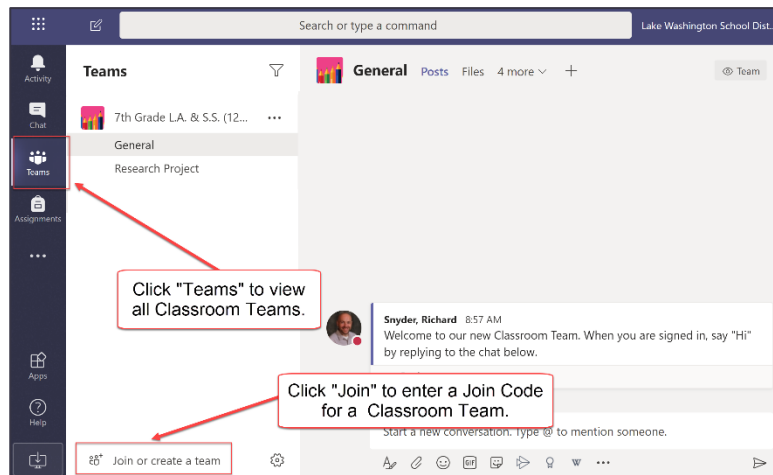 Search or type a command
Lake Washington School Dist...
Activity
Chat
Teams
Assignments
Apps
Help
Teams
7th Grade L.A. & S.S. (12...
General
Research Project
Join or create a team
General Posts Files 4 more
Team
Click "Teams" to view
all Classroom Teams.
Snyder, Richard 8:57 AM
Welcome to our new Classroom Team. When you are signed in, say "Hi"
by replying to the chat below.
Click "Join" to enter a Join Code
for a Classroom Team.
Start a new conversation. Type @ to mention someone.
GIF
W